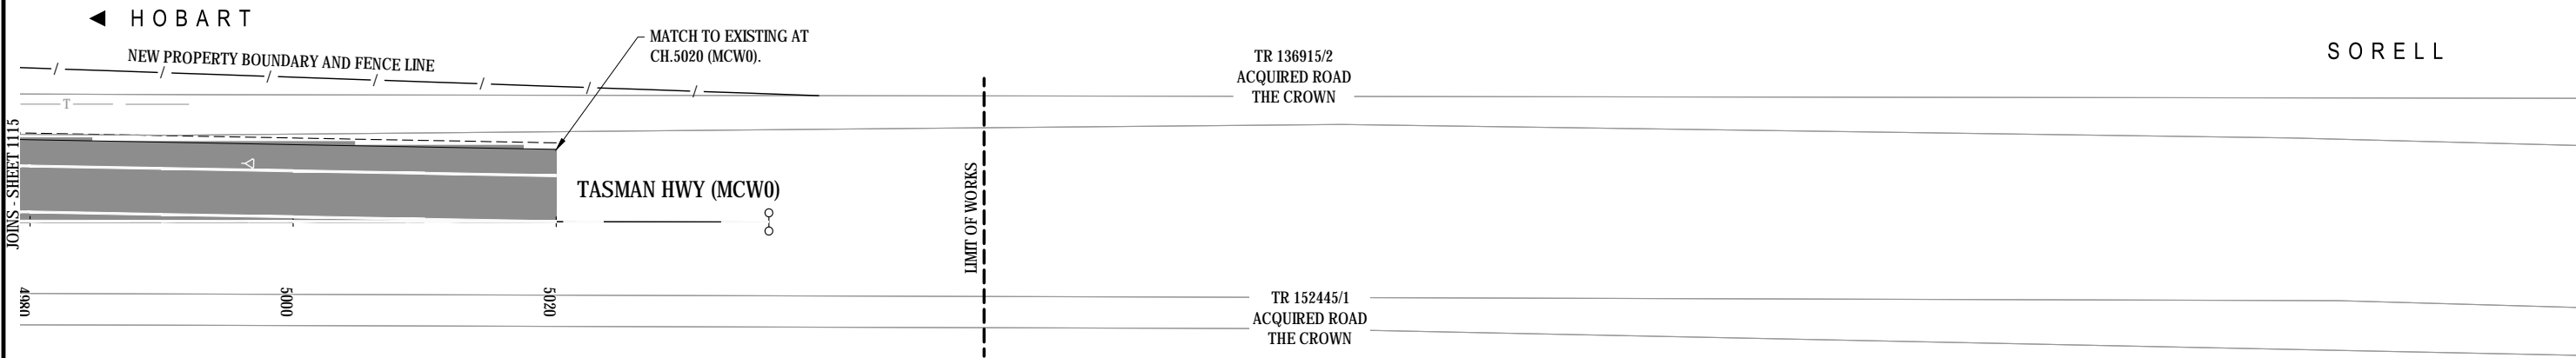 HOBART
NEW PROPERTY BOUNDARY AND FENCE LINE
MATCH TO EXISTING AT
CH.5020 (MCW0).
TR 136915/2
ACQUIRED ROAD
THE CROWN
SORELL
T
JOINS - SHEET 1115
TASMAN HWY (MCW0)
LIMIT OF WORKS
4980
5000
5020
TR 152445/1
ACQUIRED ROAD
THE CROWN